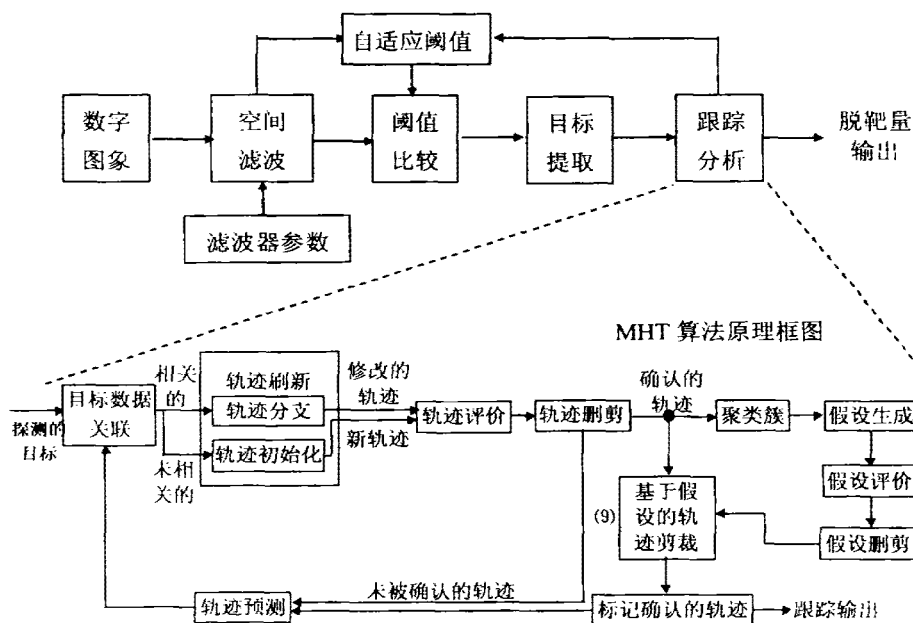 自适应阈值
数字
图象
空间
滤波
阈值
比较
目标
提取
跟踪
分析
脱靶量
输出
滤波器参数
MHT 算法原理框图
探测的
目标
目标数据
关联
相关
的
未相
关的
轨迹刷新
轨迹分支
轨迹初始化
修改的
轨迹
新轨迹
轨迹评价
轨迹删剪
确认的
轨迹
聚类簇
假设生成
假设评价
假设删剪
(9)
基于假
设的轨
迹剪裁
未被确认的轨迹
轨迹预测
标记确认的轨迹
跟踪输出